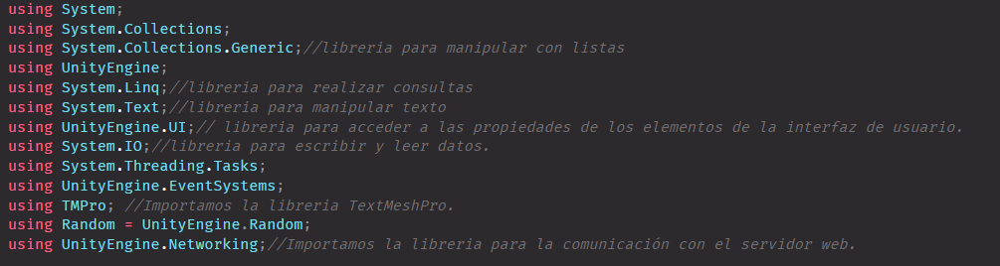 using System;
using System.Collections;
using System.Collections.Generic;//libreria para manipular con listas
using UnityEngine;
using System.Linq;//libreria para realizar consultas
using System.Text;//libreria para manipular texto
using UnityEngine.UI;// libreria para acceder a las propiedades de los elementos de la interfaz de usuario.
using System.IO;//libreria para escribir y leer datos.
using System.Threading.Tasks;
using UnityEngine.EventSystems;
using TMPro; //Importamos la libreria TextMeshPro.
using Random = UnityEngine.Random;
using UnityEngine.Networking;//Importamos la libreria para la comunicación con el servidor web.